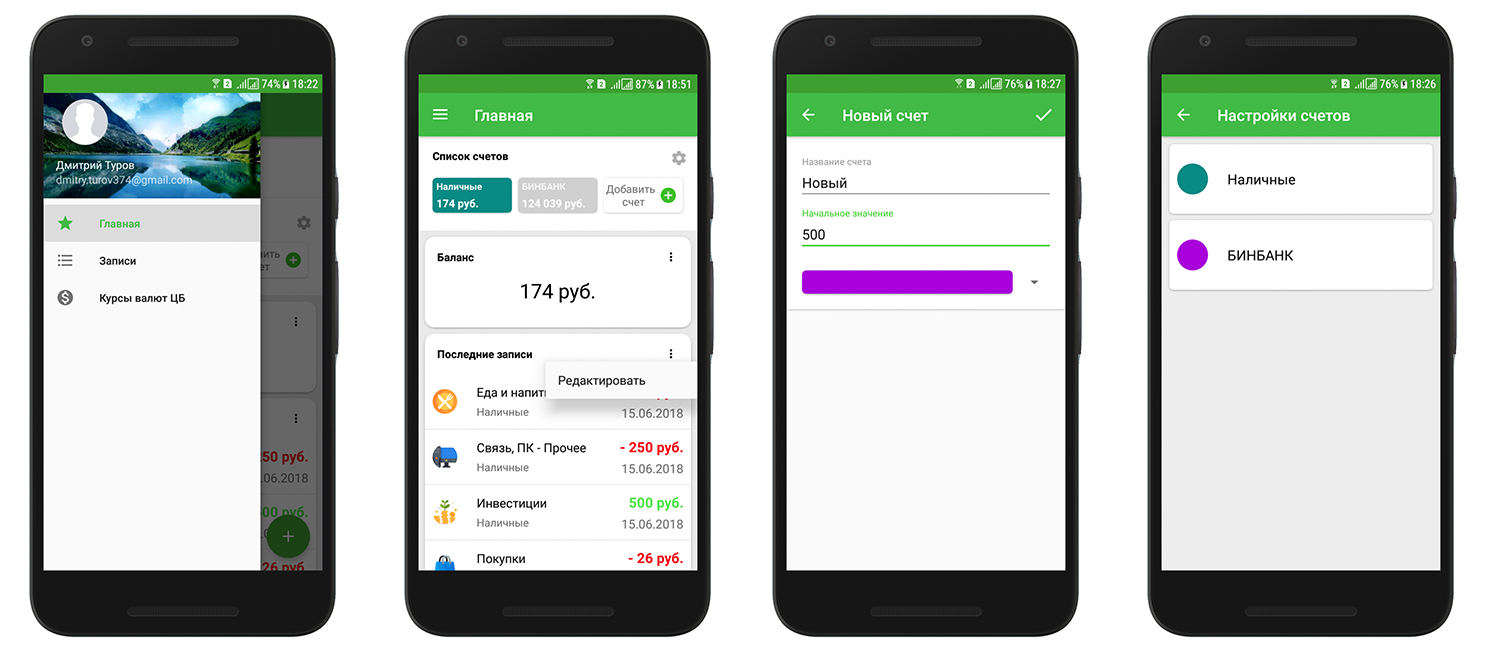 74% 18:22
Дмитрий Туров
dmitry.turov374@gmail.com
Главная
Записи
Курсы валют ЦБ
50 руб.
.06.2018
00 руб.
26 руб.
87% 18:51
Главная
Список счетов
Наличные
174 руб.
БИНБАНК
124 039 руб.
Добавить
счет
Баланс
174 руб.
Последние записи
Редактировать
Еда и напит
Наличные
15.06.2018
Связь, ПК - Прочее
- 250 руб.
Наличные
15.06.2018
Инвестиции
500 руб.
Наличные
15.06.2018
Покупки
- 26 руб.
76% 18:27
Новый счет
Название счета
Новый
Начальное значение
500
76% 18:26
Настройки счетов
Наличные
БИНБАНК